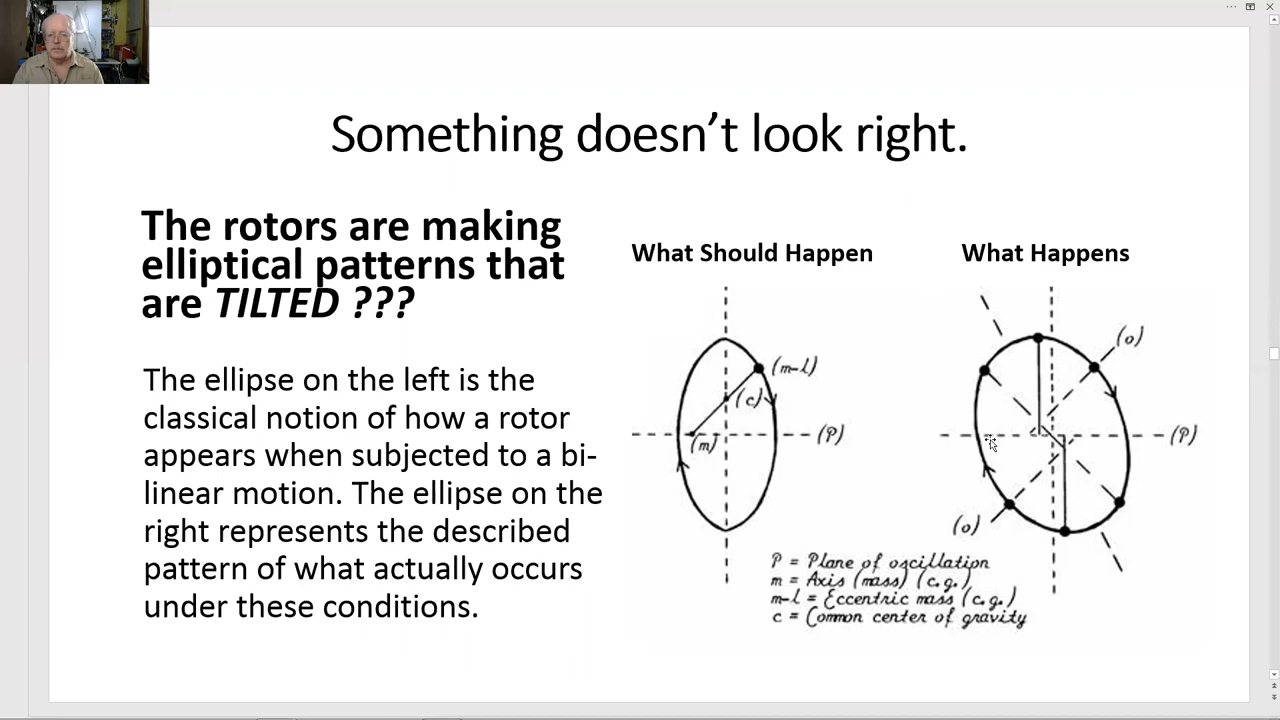 Something doesn't look right.
The rotors are making
elliptical patterns that
are TILTED ???
The ellipse on the left is the
classical notion of how a rotor
appears when subjected to a bi-
linear motion. The ellipse on the
right represents the described
pattern of what actually occurs
under these conditions.
What Should Happen
(m-l)
(c)
(m)
(P)
What Happens
(o)
(P)
(o)
P = Plane of oscillation
m = Axis (mass) (c.g.)
m-l = Eccentric mass (c.g.)
c = Common center of gravity